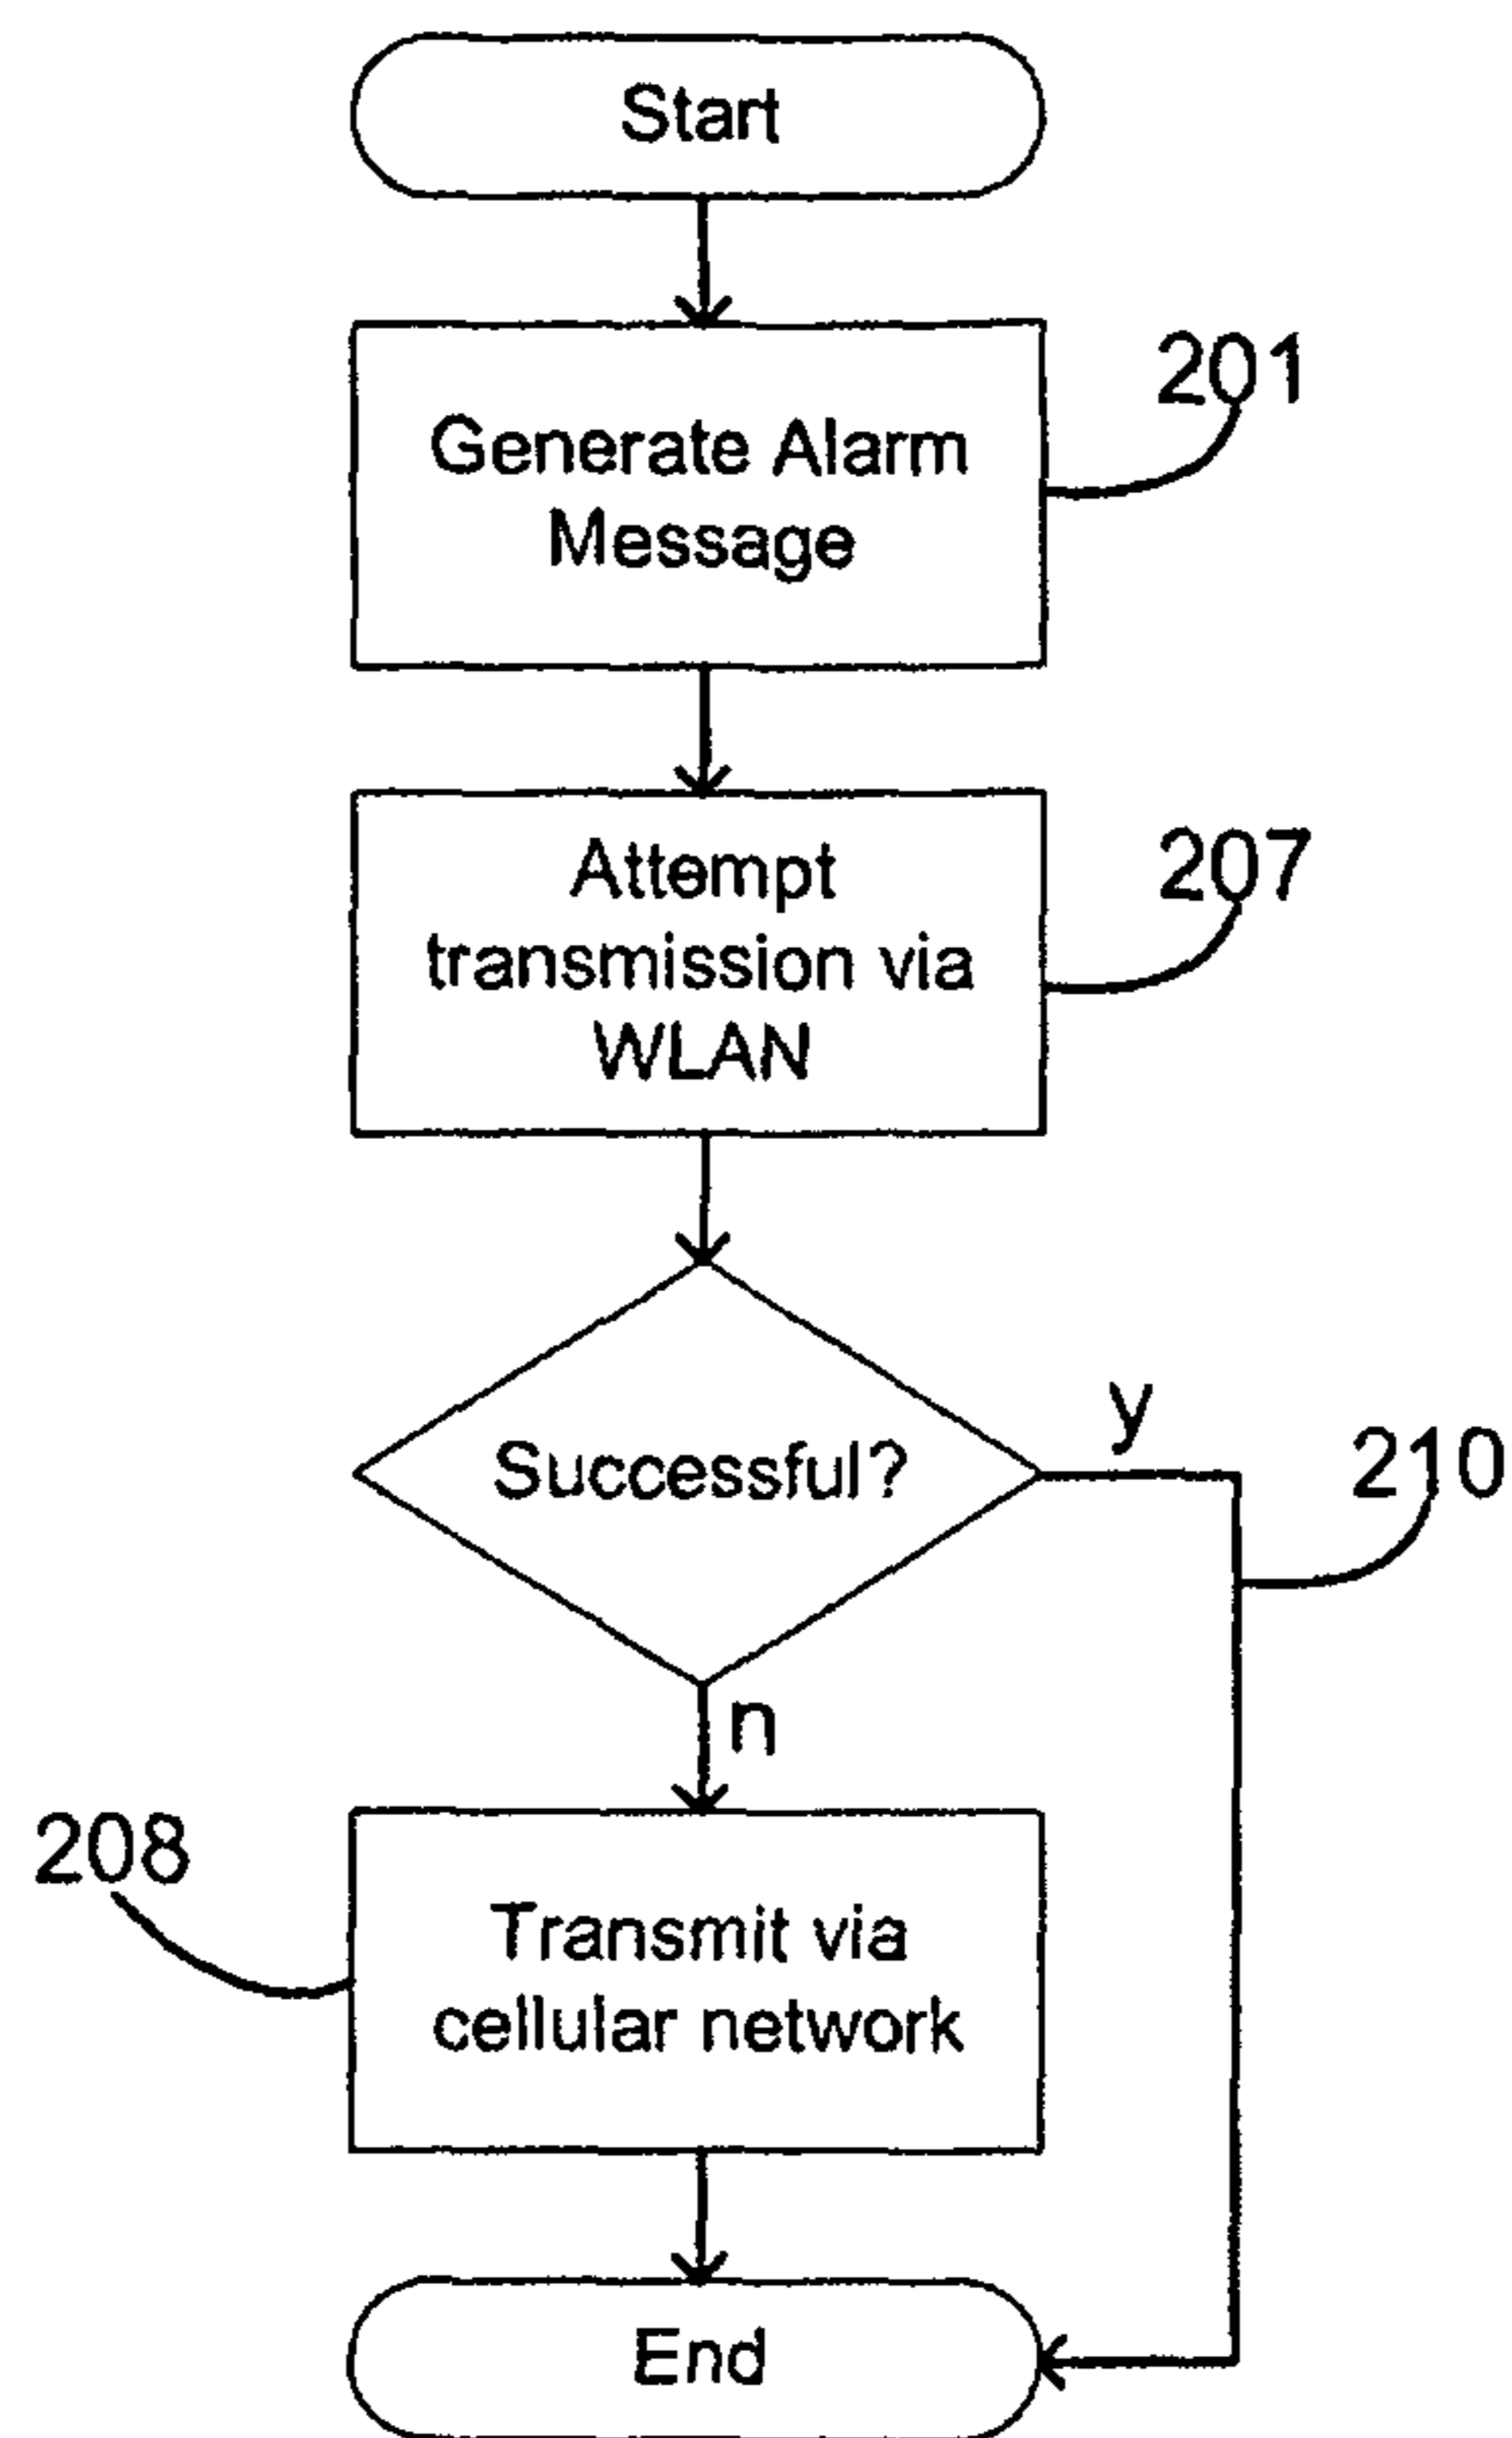 Start
201
Generate Alarm
Message
207
Attempt
transmission via
WLAN
y
Successful?
210
n
208
Transmit via
cellular network
End